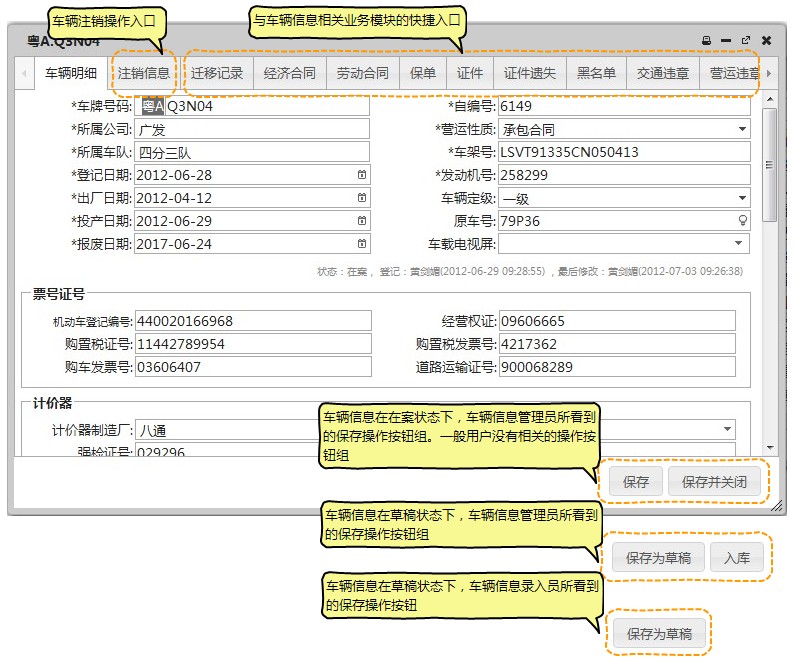 车辆注销操作入口
与车辆信息相关业务模块的快捷入口
粤A.Q3N04
车辆明细 注销信息 迁移记录 经济合同 劳动合同 保单 证件 证件遗失 黑名单 交通违章 营运违章
*车牌号码: 粤A Q3N04 *自编号: 6149
*所属公司: 广发 *营运性质: 承包合同
*所属车队: 四分三队 *车架号: LSVT91335CN050413
*登记日期: 2012-06-28 *发动机号: 258299
*出厂日期: 2012-04-12 车辆定级: 一级
*投产日期: 2012-06-29 原车号: 79P36
*报废日期: 2017-06-24 车载电视屏:
状态：在案，登记：黄剑媚(2012-06-29 09:28:55) ，最后修改：黄剑媚(2012-07-03 09:26:38)
票号证号
机动车登记编号: 440020166968 经营权证: 09606665
购置税证号: 11442789954 购置税发票号: 4217362
购车发票号: 03606407 道路运输证号: 900068289
计价器
计价器制造厂: 八通
强检证号: 029296
车辆信息在在案状态下，车辆信息管理员所看到
的保存操作按钮组。一般用户没有相关的操作按
钮组
保存 保存并关闭
车辆信息在草稿状态下，车辆信息管理员所看到
的保存操作按钮组
保存为草稿 入库
车辆信息在草稿状态下，车辆信息录入员所看到
的保存操作按钮
保存为草稿